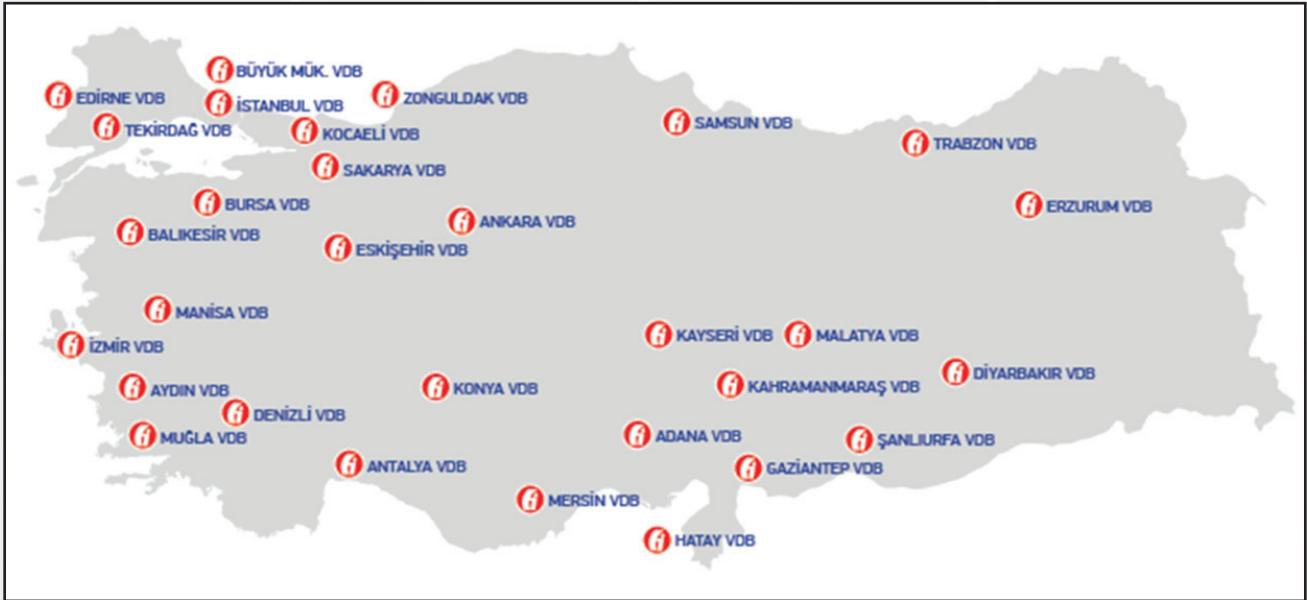 BÜYÜK MÜK. VDB
EDİRNE VDB
İSTANBUL VDB
ZONGULDAK VDB
TEKİRDAĞ VDB
KOCAELİ VDB
SAMSUN VDB
TRABZON VDB
SAKARYA VDB
BURSA VDB
ERZURUM VDB
BALIKESİR VDB
ANKARA VDB
ESKİŞEHİR VDB
MANİSA VDB
İZMİR VDB
KAYSERİ VDB
MALATYA VDB
AYDIN VDB
KONYA VDB
KAHRAMANMARAŞ VDB
DİYARBAKIR VDB
DENİZLİ VDB
MUĞLA VDB
ADANA VDB
ŞANLIURFA VDB
ANTALYA VDB
GAZİANTEP VDB
MERSİN VDB
HATAY VDB